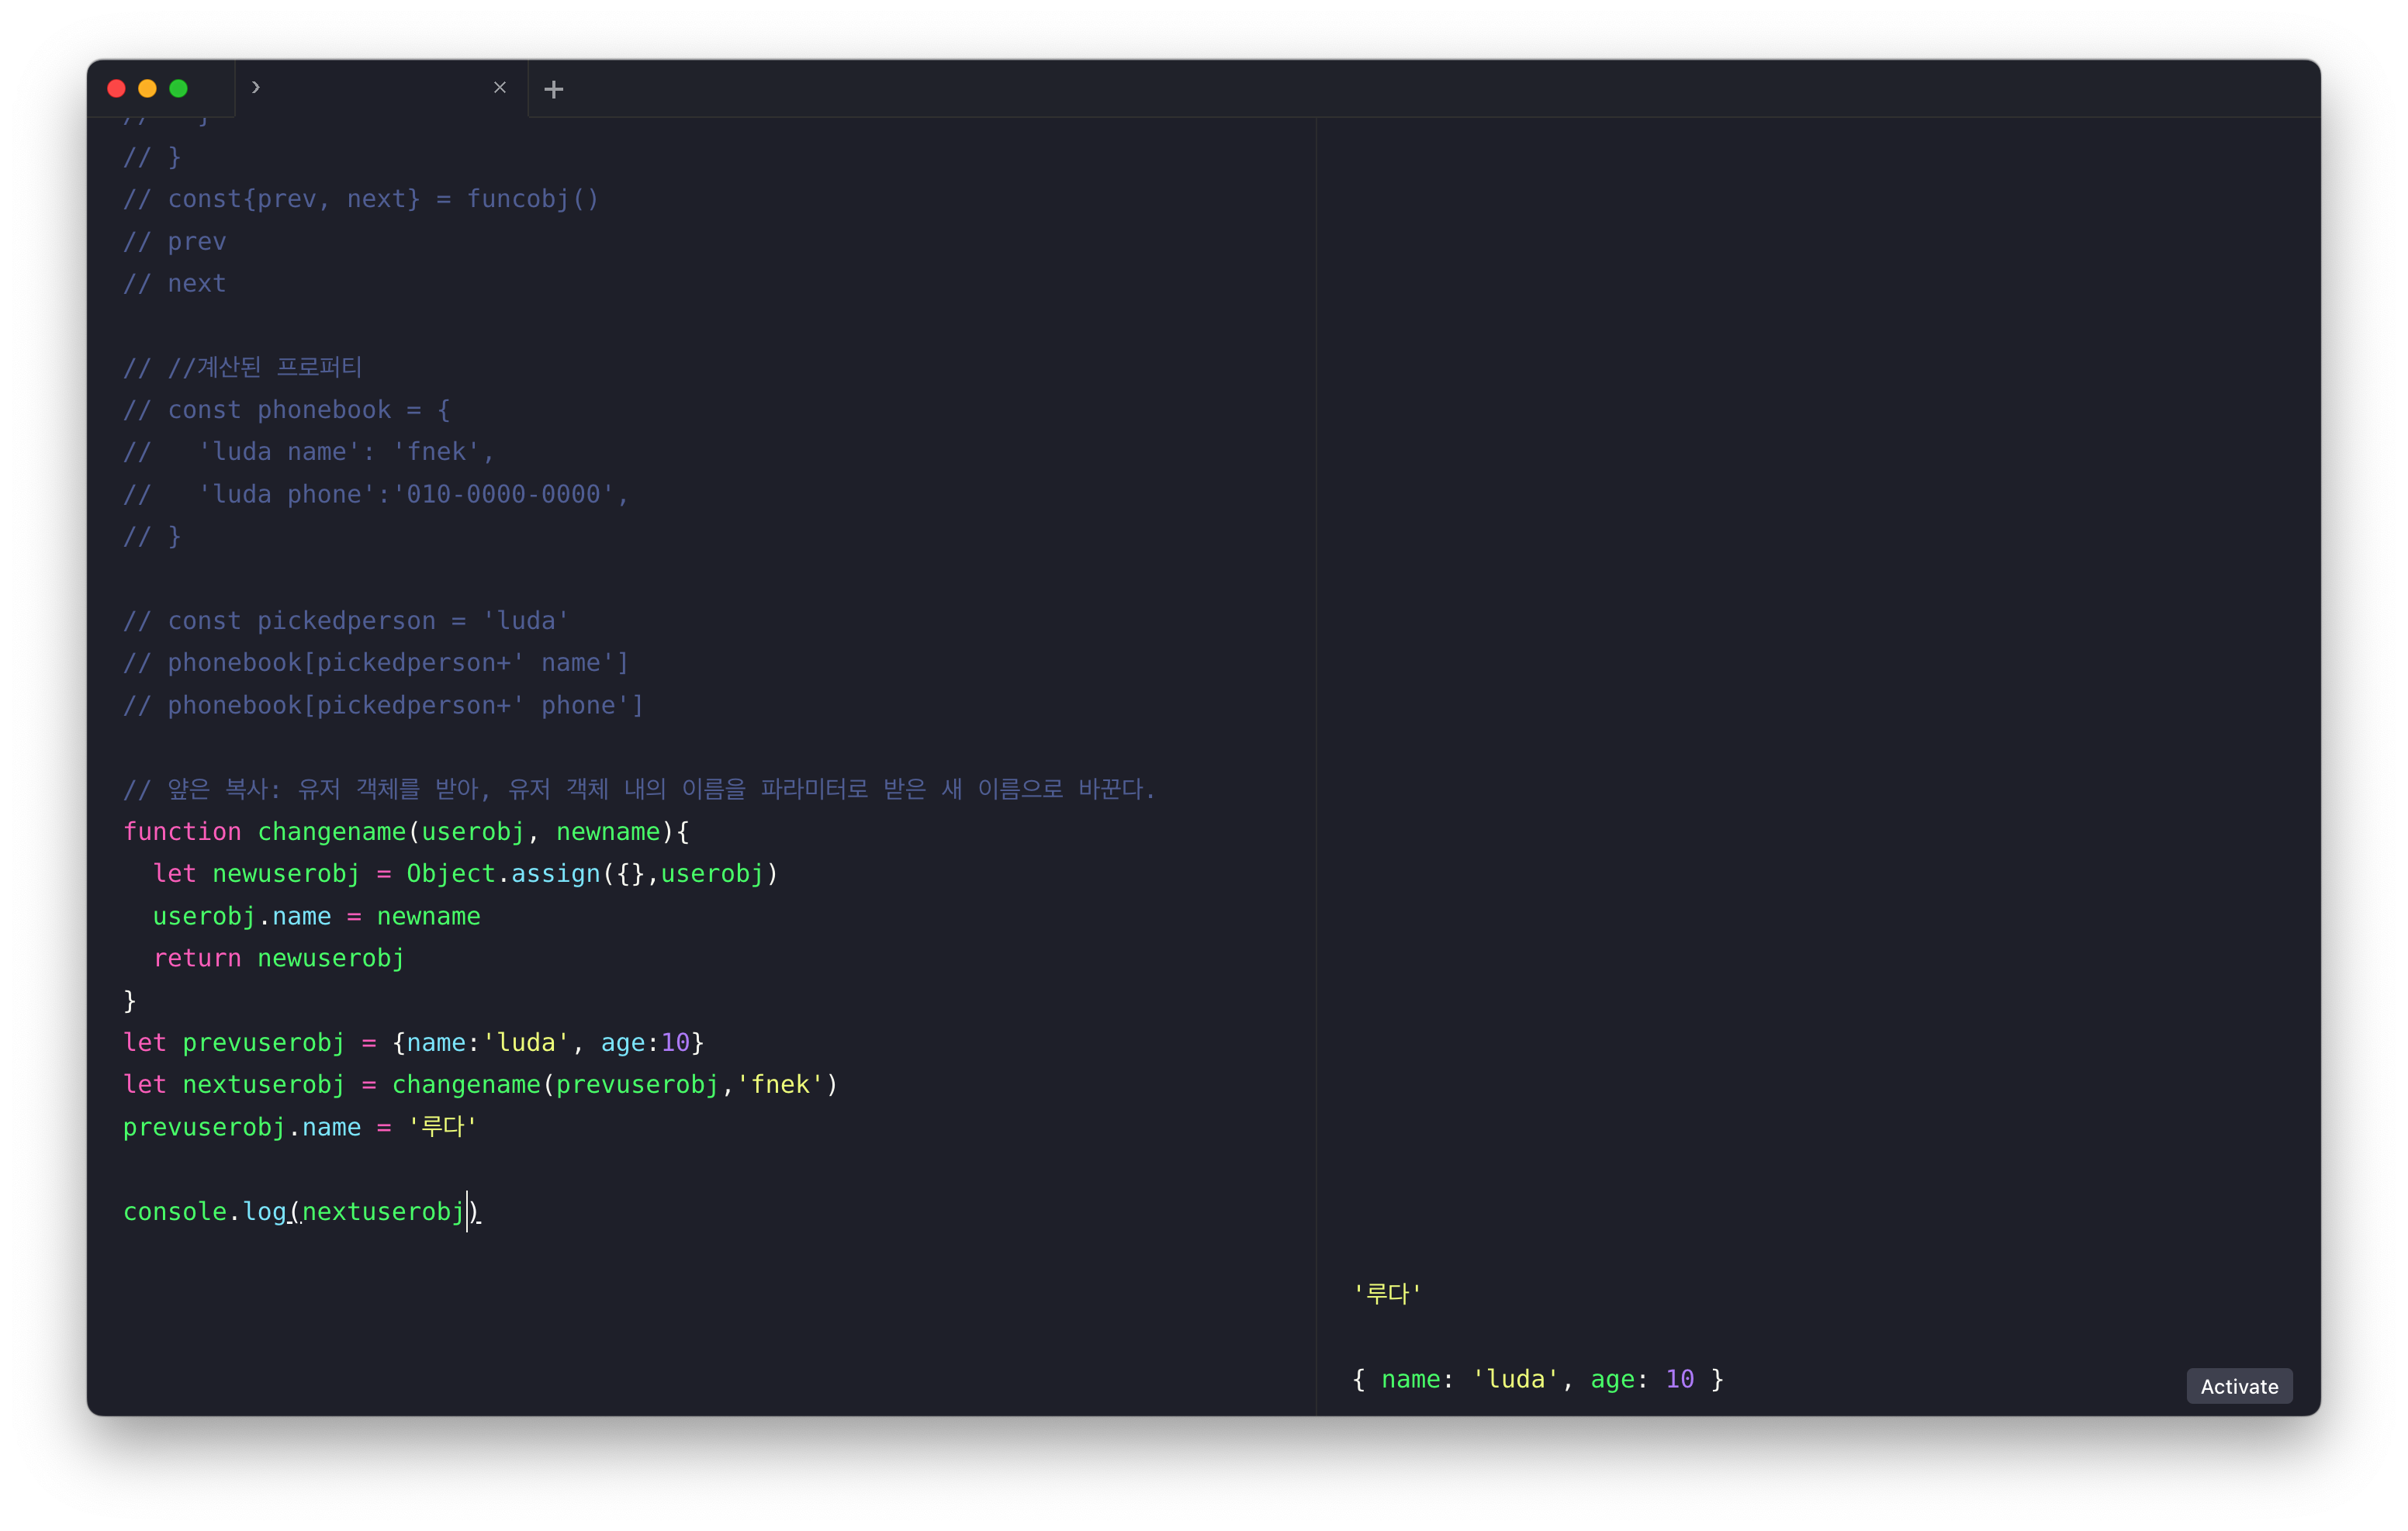 // }
// const{prev, next} = funcobj()
// prev
// next
// //계산된 프로퍼티
// const phonebook = {
//   'luda name': 'fnek',
//   'luda phone':'010-0000-0000',
// }
// const pickedperson = 'luda'
// phonebook[pickedperson+' name']
// phonebook[pickedperson+' phone']
// 얖은 복사: 유저 객체를 받아, 유저 객체 내의 이름을 파라미터로 받은 새 이름으로 바꾼다.
function changename(userobj, newname){
  let newuserobj = Object.assign({},userobj)
  userobj.name = newname
  return newuserobj
}
let prevuserobj = {name:'luda', age:10}
let nextuserobj = changename(prevuserobj,'fnek')
prevuserobj.name = '루다'
console.log(nextuserobj)
'루다'
{ name: 'luda', age: 10 }
Activate